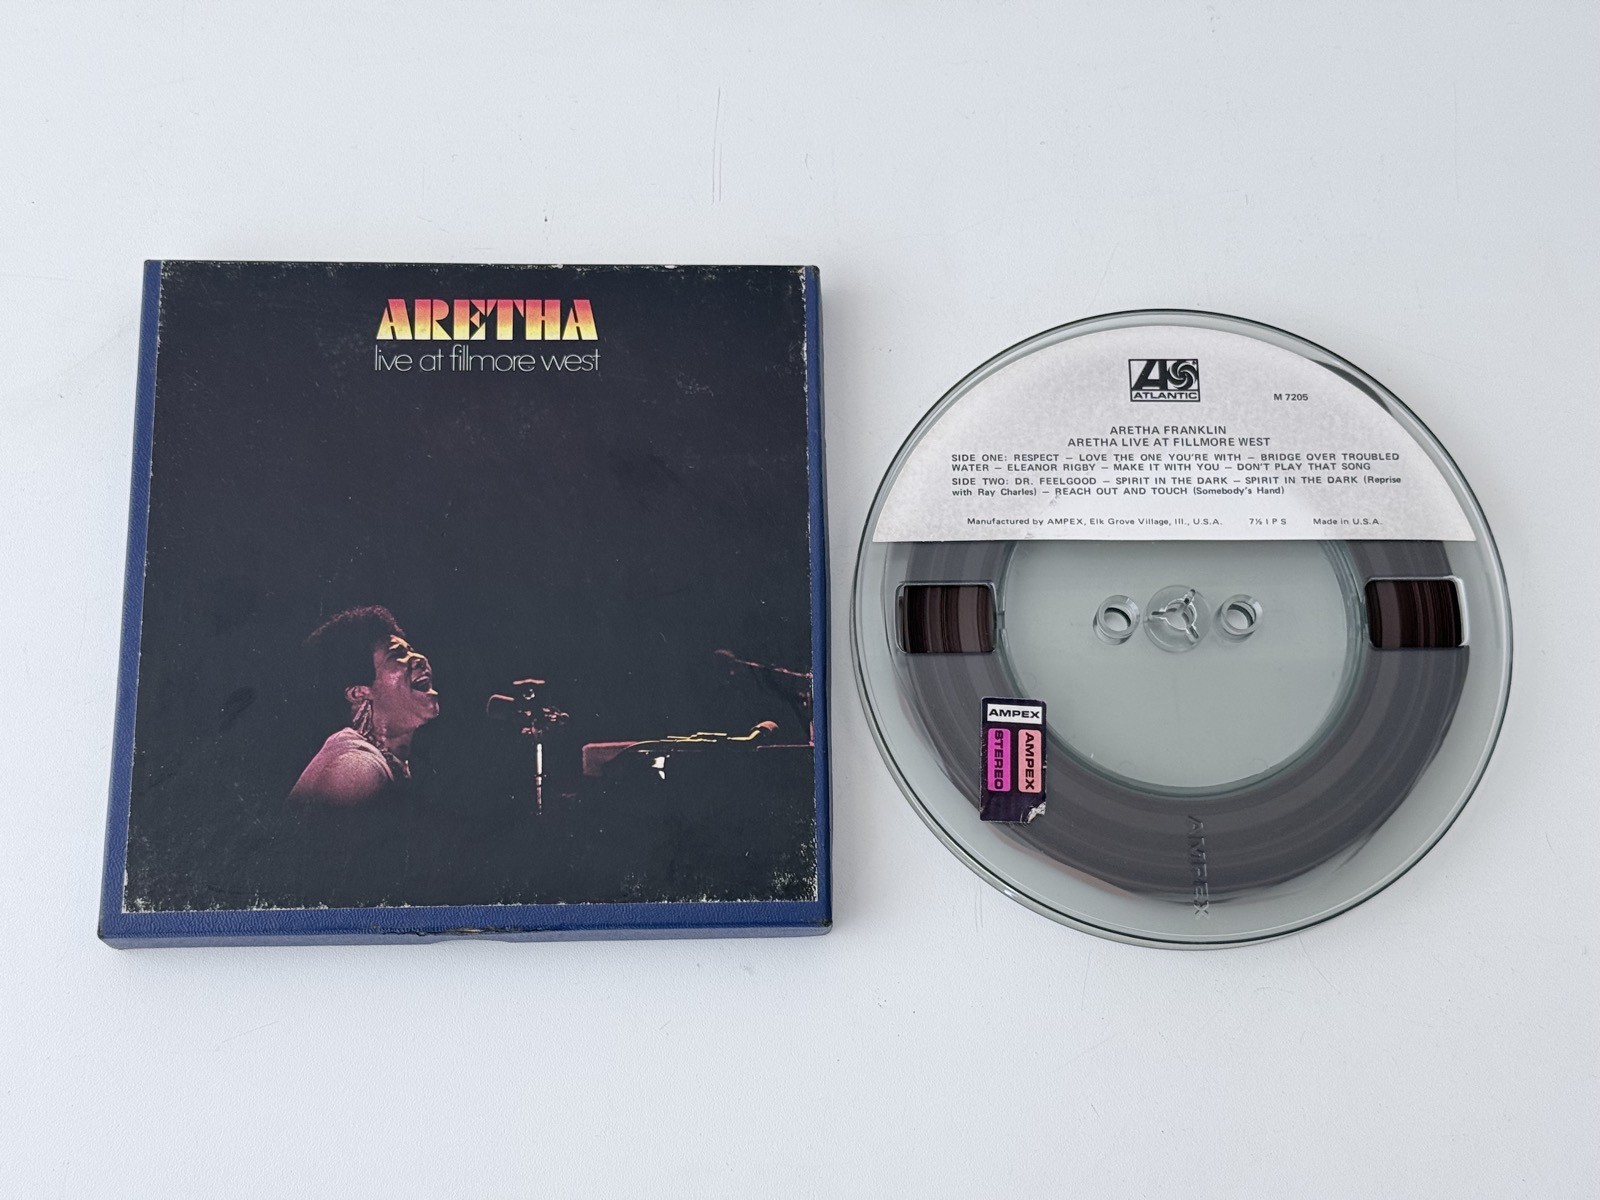 ARETHA
live at fillmore west
ATLANTIC
M 7205
ARETHA FRANKLIN
ARETHA LIVE AT FILLMORE WEST
SIDE ONE: RESPECT — LOVE THE ONE YOU'RE WITH — BRIDGE OVER TROUBLED
WATER — ELEANOR RIGBY — MAKE IT WITH YOU — DON'T PLAY THAT SONG
SIDE TWO: DR. FEELGOOD — SPIRIT IN THE DARK — SPIRIT IN THE DARK (Reprise
with Ray Charles) — REACH OUT AND TOUCH (Somebody's Hand)
Manufactured by AMPEX, Elk Grove Village, Ill., U.S.A. 7½ I P S Made in U.S.A.
AMPEX
AMPEX
STEREO
AMPEX